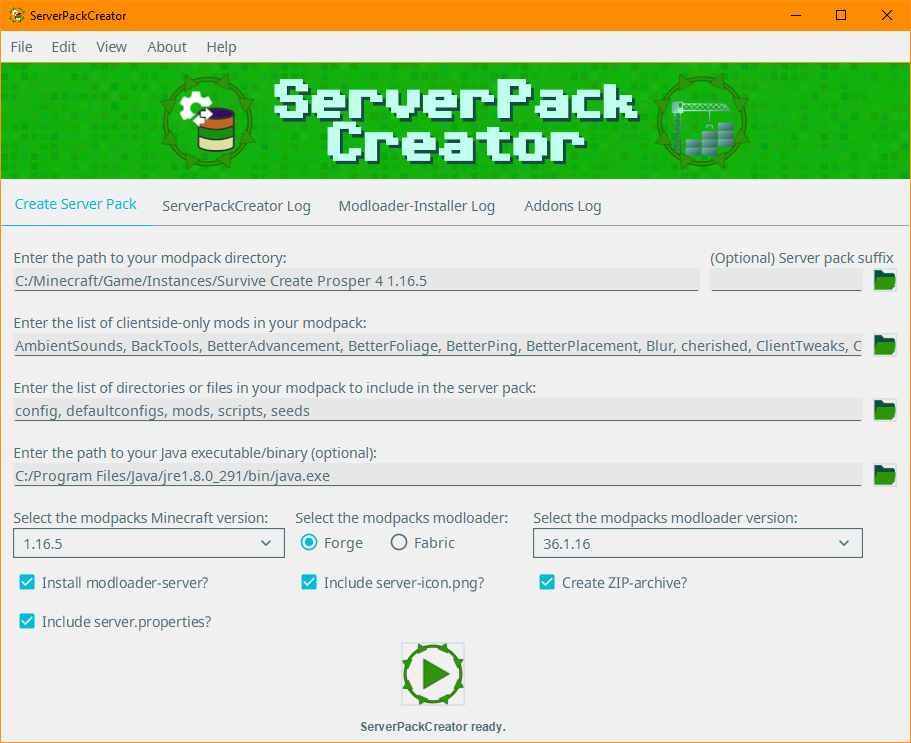 ServerPackCreator
File Edit View About Help
ServerPack
Creator
Create Server Pack ServerPackCreator Log Modloader-Installer Log Addons Log
Enter the path to your modpack directory: (Optional) Server pack suffix
C:/Minecraft/Game/Instances/Survive Create Prosper 4 1.16.5
Enter the list of clientside-only mods in your modpack:
AmbientSounds, BackTools, BetterAdvancement, BetterFoliage, BetterPing, BetterPlacement, Blur, cherished, ClientTweaks, C
Enter the list of directories or files in your modpack to include in the server pack:
config, defaultconfigs, mods, scripts, seeds
Enter the path to your Java executable/binary (optional):
C:/Program Files/Java/jre1.8.0_291/bin/java.exe
Select the modpacks Minecraft version: Select the modpacks modloader: Select the modpacks modloader version:
1.16.5 Forge Fabric 36.1.16
Install modloader-server? Include server-icon.png? Create ZIP-archive?
Include server.properties?
ServerPackCreator ready.